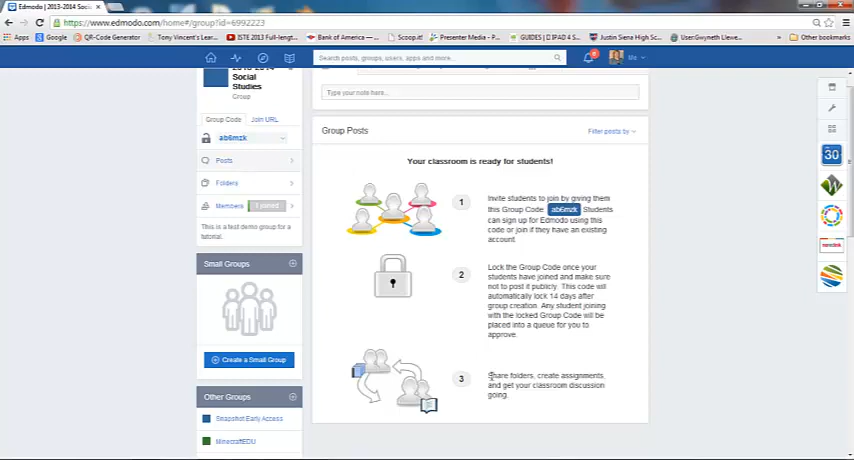 Edmodo | 2013-2014 Soci
https://www.edmodo.com/home#/group?id=6992223
Apps Google QR-Code Generator Tony Vincent's Lear... ISTE 2013 Full-lengt... Bank of America — ... Scoop.it! Presenter Media - P... GUIDES | D IPAD 4 S... Justin Siena High Sc... User:Gwyneth Llewe... » Other bookmarks
Search posts, groups, users, apps and more...
Me
2013-2014
Social
Studies
Group
Type your note here...
Group Code Join URL
ab6mzk
Group Posts Filter posts by
Posts
Folders
Members 1 joined
This is a test demo group for a
tutorial.
Your classroom is ready for students!
1
Invite students to join by giving them
this Group Code ab6mzk Students
can sign up for Edmodo using this
code or join if they have an existing
account.
2
Lock the Group Code once your
students have joined and make sure
not to post it publicly. This code will
automatically lock 14 days after
group creation. Any student joining
with the locked Group Code will be
placed into a queue for you to
approve.
3
Share folders, create assignments,
and get your classroom discussion
going.
Small Groups
Create a Small Group
Other Groups
Snapshot Early Access
MinecraftEDU
30